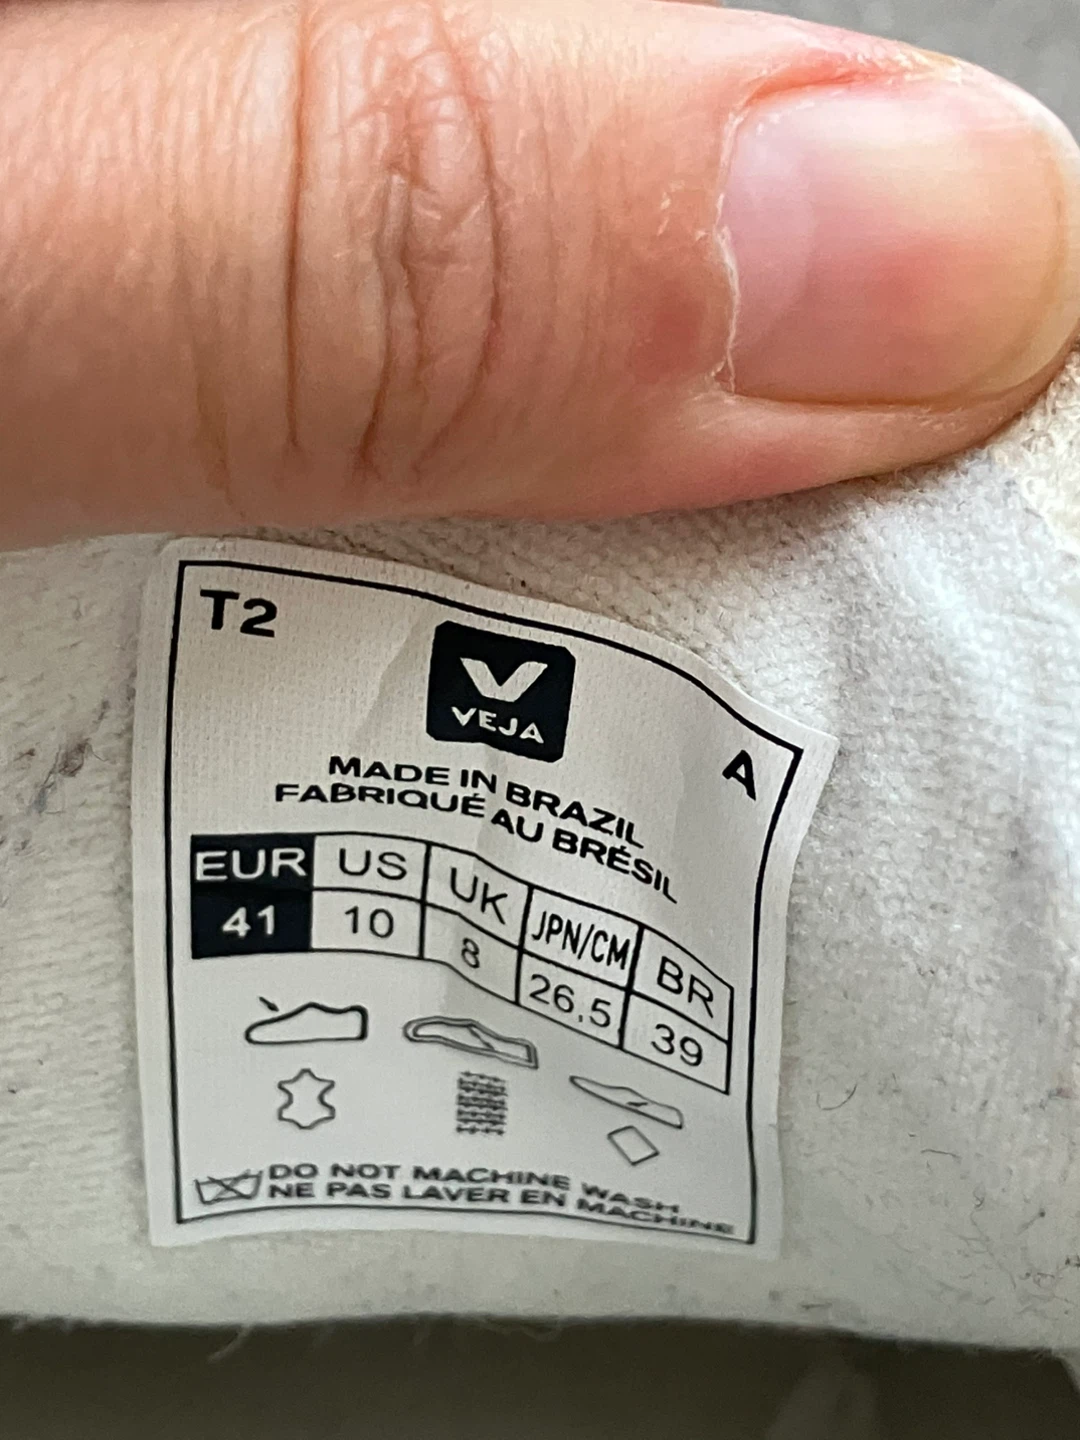 T2
VEJA
A
MADE IN BRAZIL
FABRIQUÉ AU BRÉSIL
EUR US UK JPN/CM BR
41 10 8 26,5 39
DO NOT MACHINE WASH
NE PAS LAVER EN MACHINE